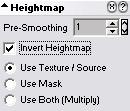 Heightmap
Pre-Smoothing 1
Invert Heightmap
Use Texture / Source
Use Mask
Use Both (Multiply)